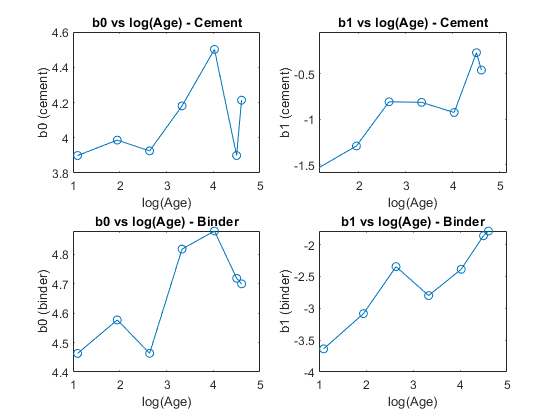 b0 vs log(Age) - Cement
4.6
4.4
4.2
4
3.8
b0 (cement)
1 2 3 4 5
log(Age)
b1 vs log(Age) - Cement
-0.5
-1
-1.5
b1 (cement)
1 2 3 4 5
log(Age)
b0 vs log(Age) - Binder
4.8
4.7
4.6
4.5
4.4
b0 (binder)
1 2 3 4 5
log(Age)
b1 vs log(Age) - Binder
-2
-2.5
-3
-3.5
-4
b1 (binder)
1 2 3 4 5
log(Age)